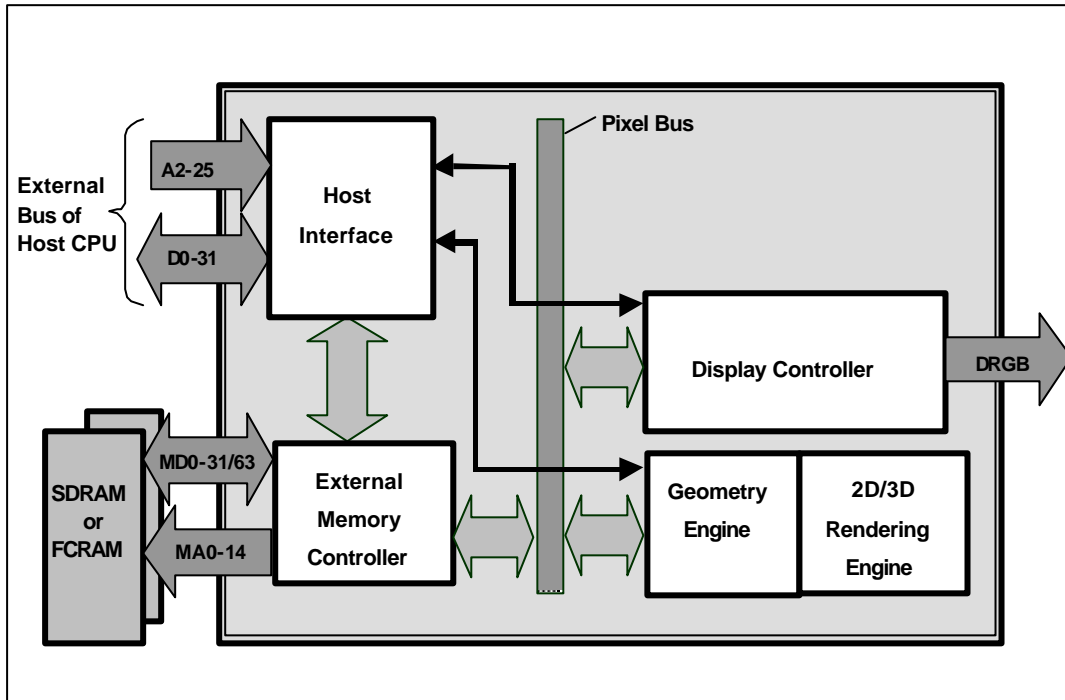 Pixel Bus
A2-25
External
Bus of
Host CPU
D0-31
Host
Interface
Display Controller
DRGB
MD0-31/63
SDRAM
or
FCRAM
MA0-14
External
Memory
Controller
Geometry
Engine
2D/3D
Rendering
Engine